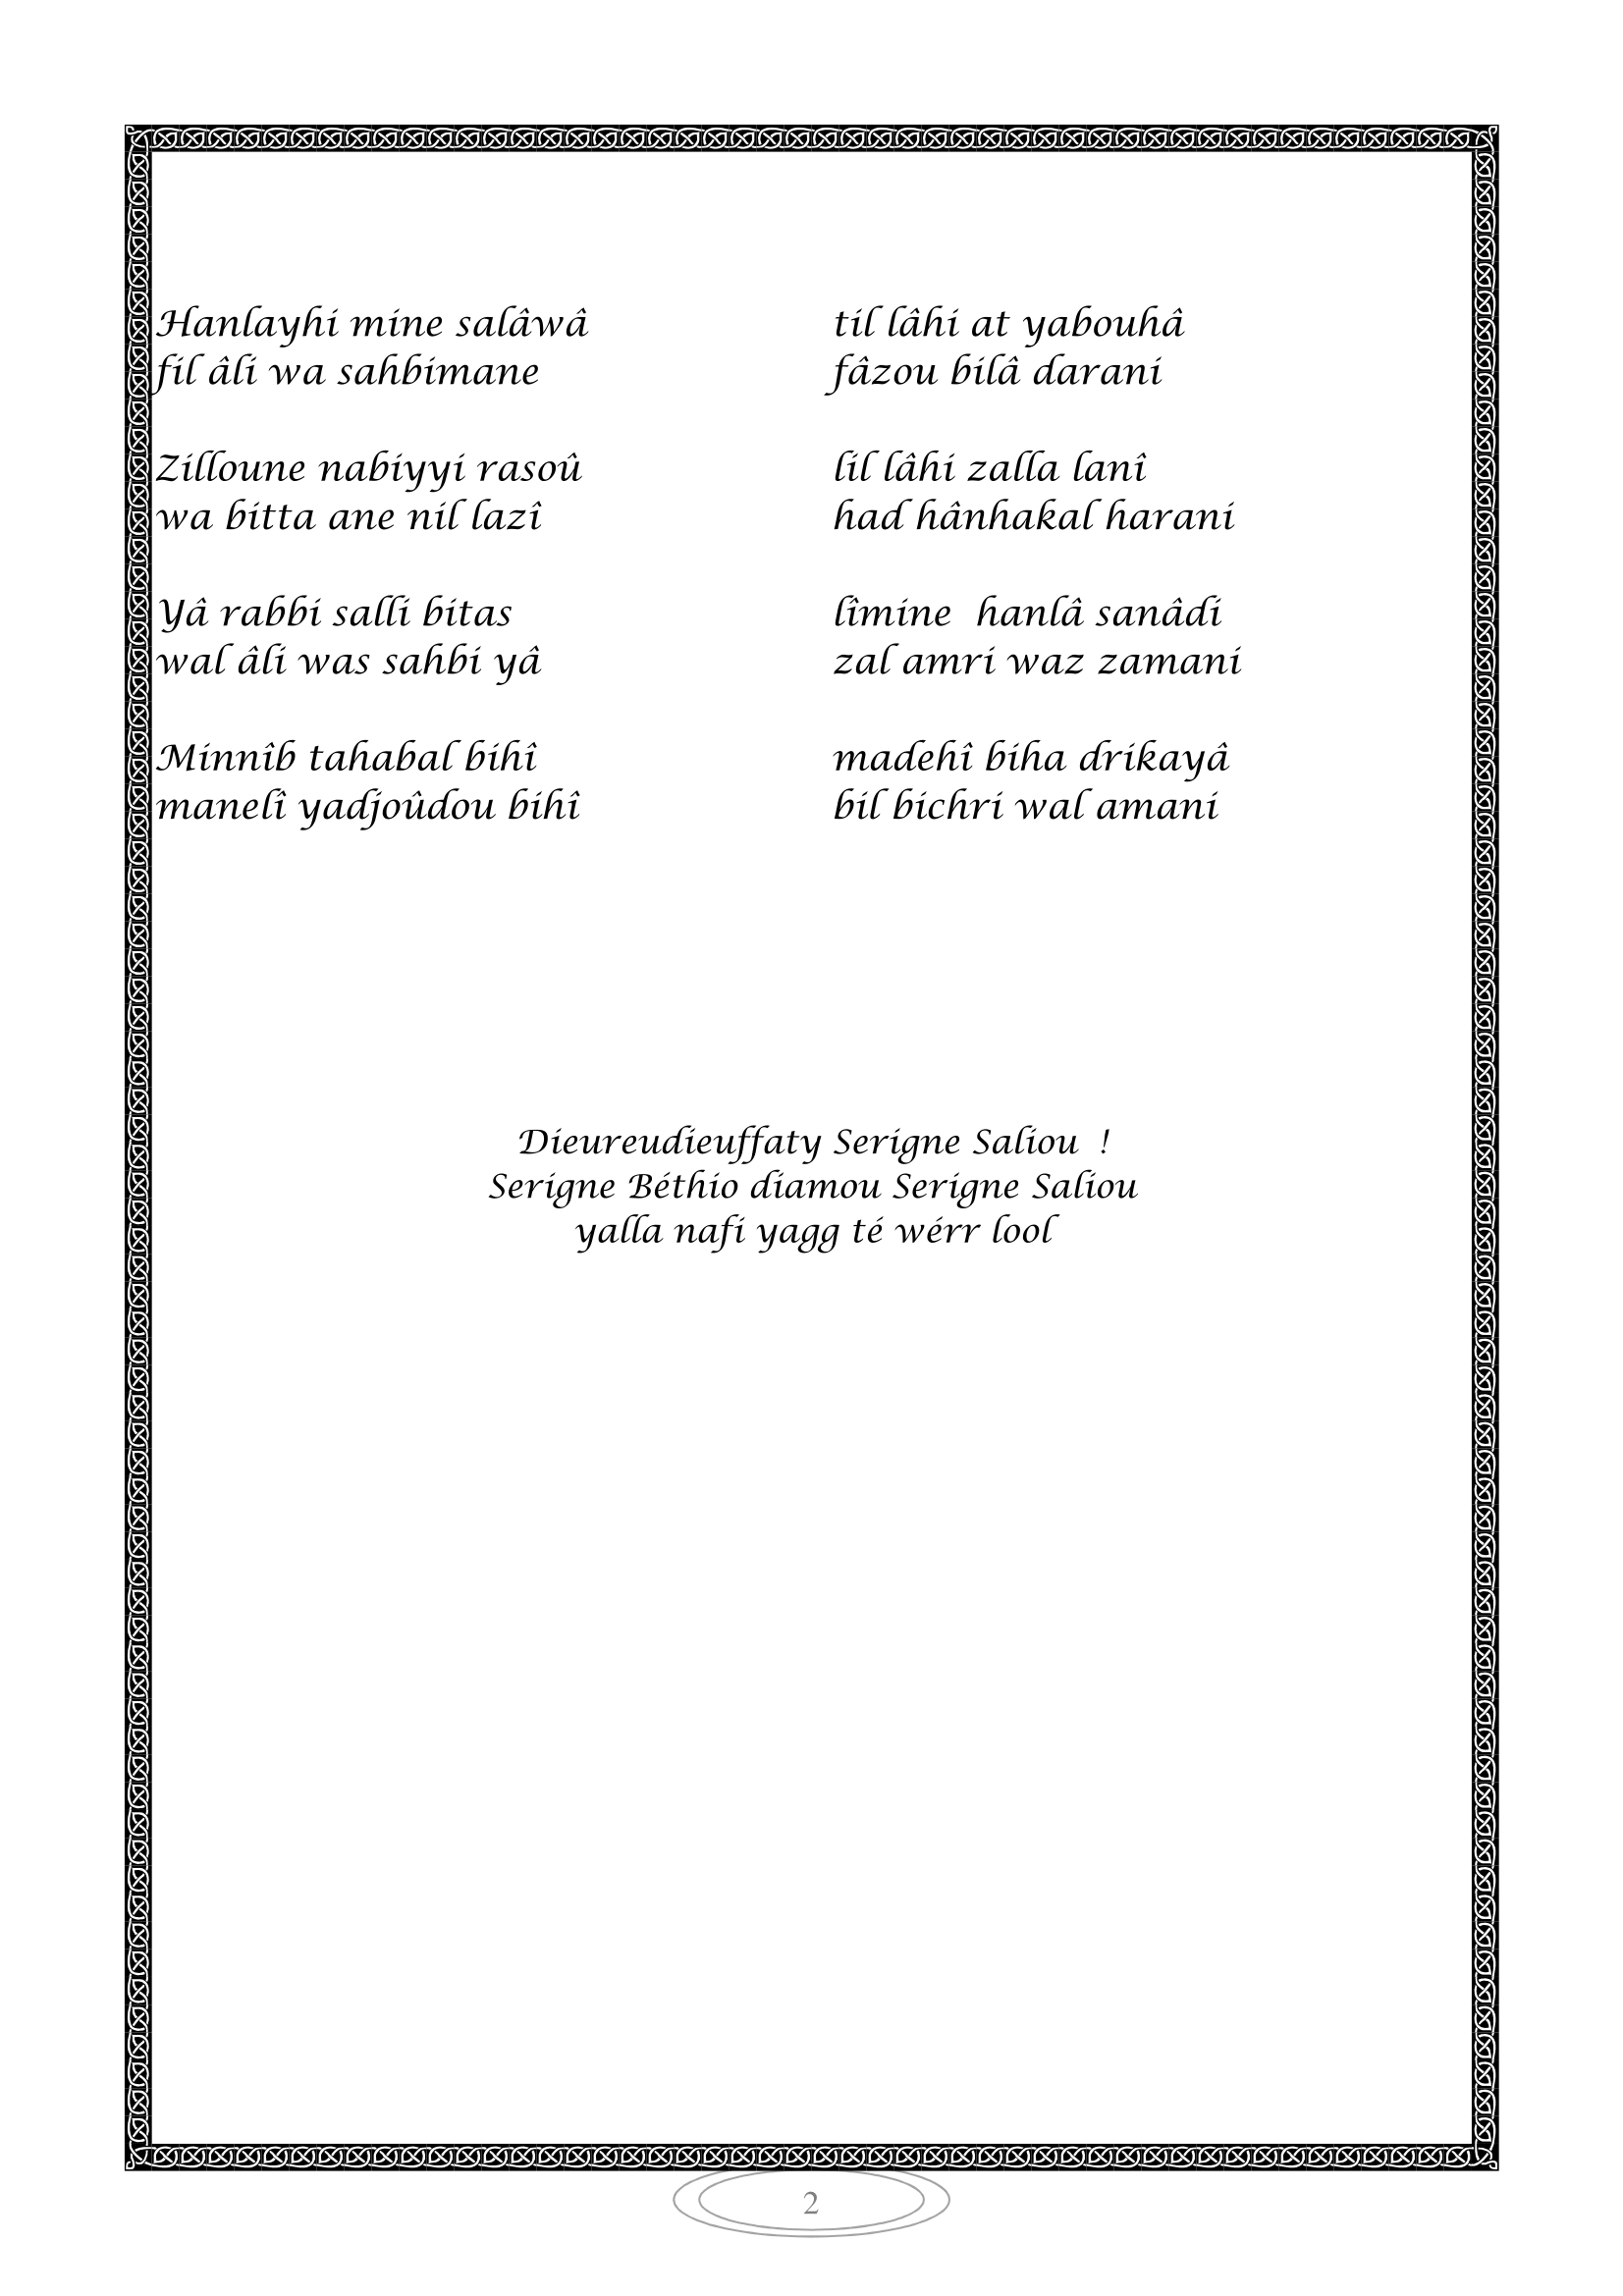 Hanlayhi mine salâwâ til lâhi at yabouhâ
fil âli wa sahbimane fâzou bilâ darani
Zilloune nabiyyi rasoû lil lâhi zalla lanî
wa bitta ane nil lazî had hânhakal harani
Yâ rabbi salli bitas lîmine hanlâ sanâdi
wal âli was sahbi yâ zal amri waz zamani
Minnîb tahabal bihî madehî biha drikayâ
manelî yadjoûdou bihî bil bichri wal amani
Dieureudieuffaty Serigne Saliou !
Serigne Béthio diamou Serigne Saliou
yalla nafi yagg té wérr lool
2